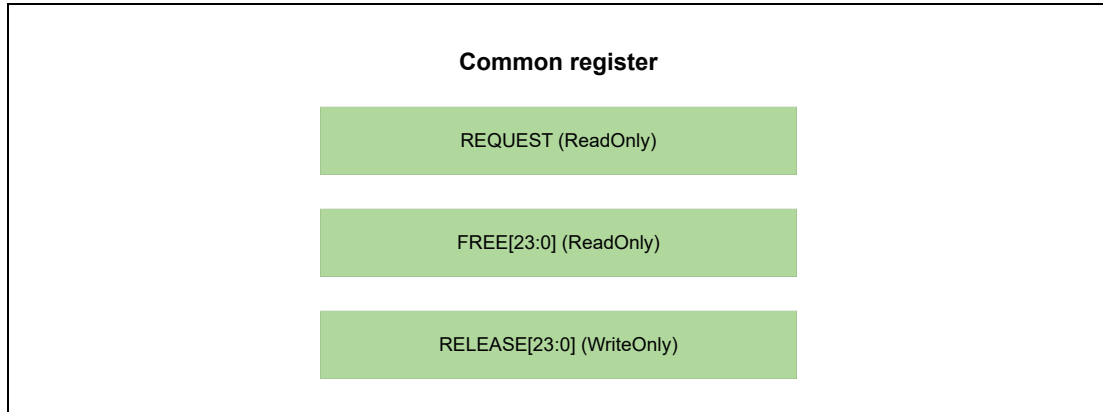 Common register
REQUEST (ReadOnly)
FREE[23:0] (ReadOnly)
RELEASE[23:0] (WriteOnly)